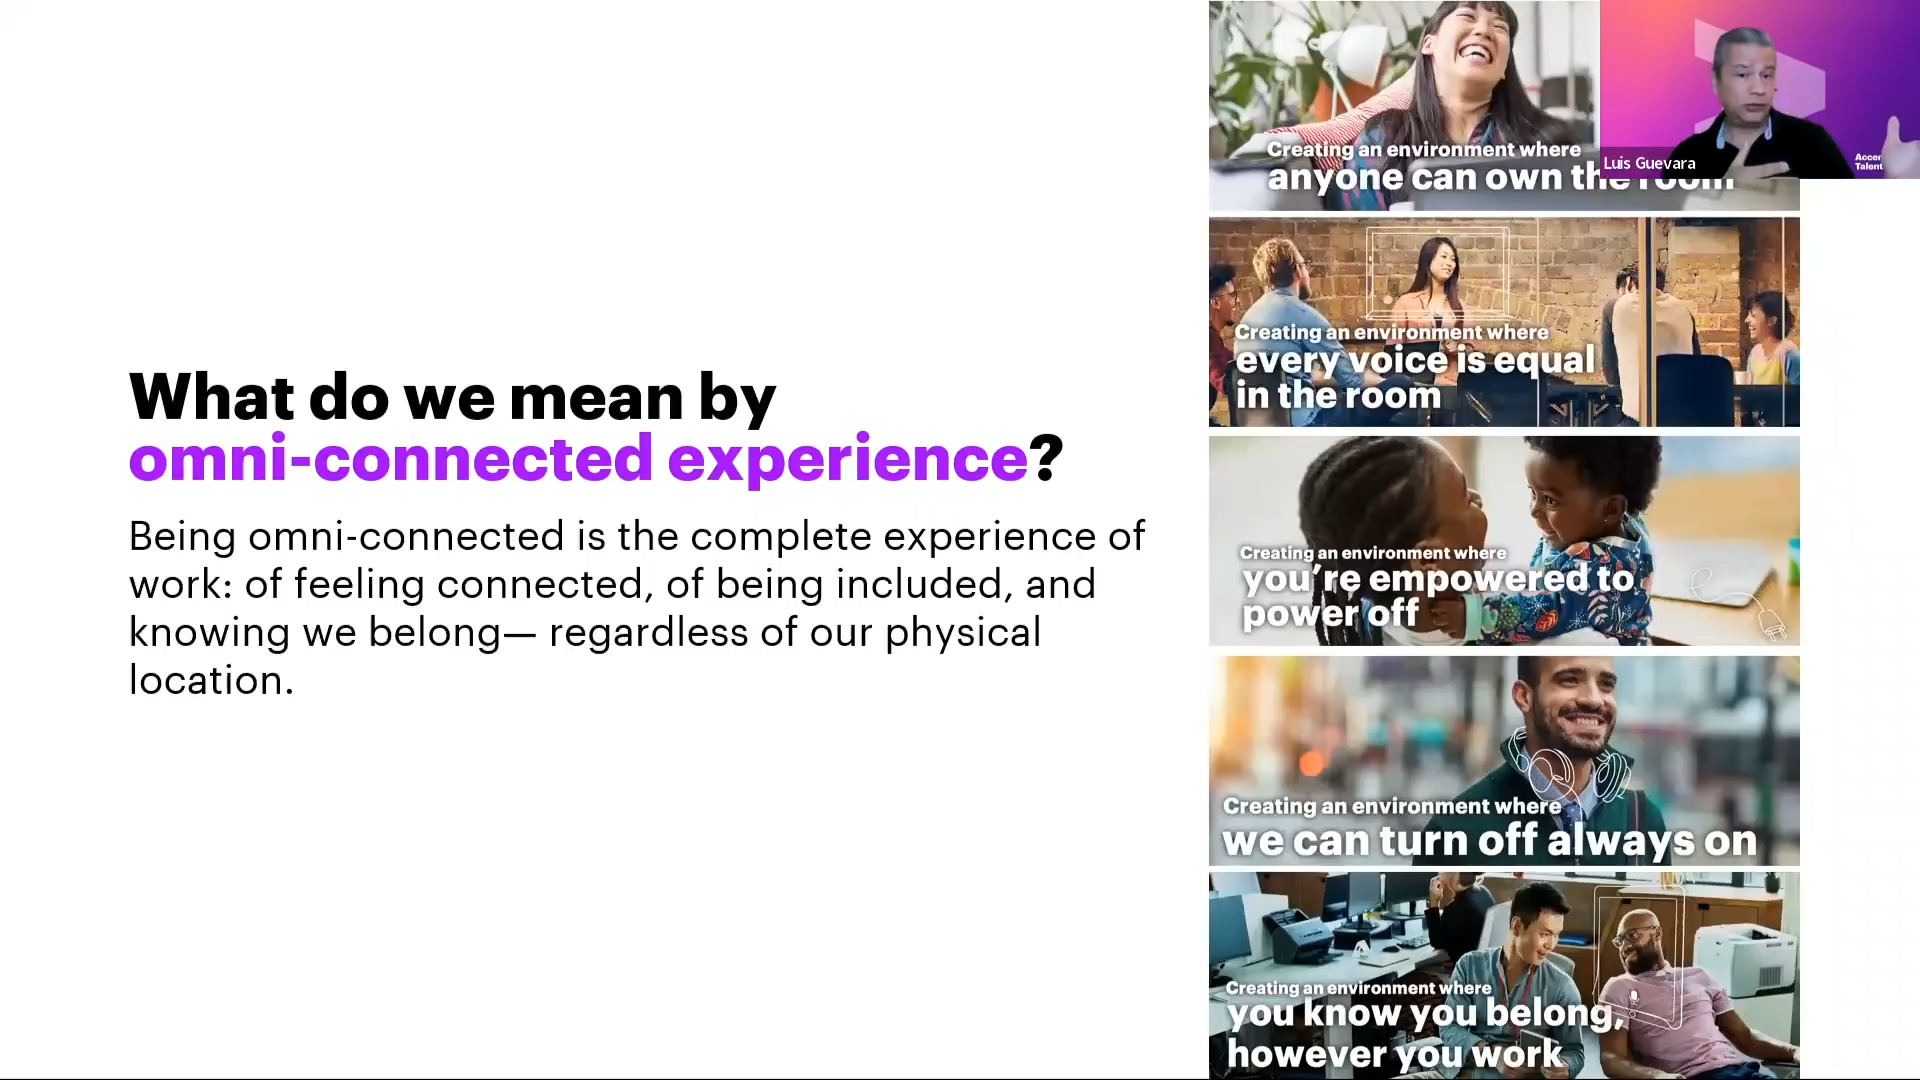 What do we mean by
omni-connected experience?
Being omni-connected is the complete experience of
work: of feeling connected, of being included, and
knowing we belong— regardless of our physical
location.
Creating an environment where
anyone can own the room
Luis Guevara
Accen
Talent
Creating an environment where
every voice is equal
in the room
Creating an environment where
you're empowered to
power off
Creating an environment where
we can turn off always on
Creating an environment where
you know you belong,
however you work